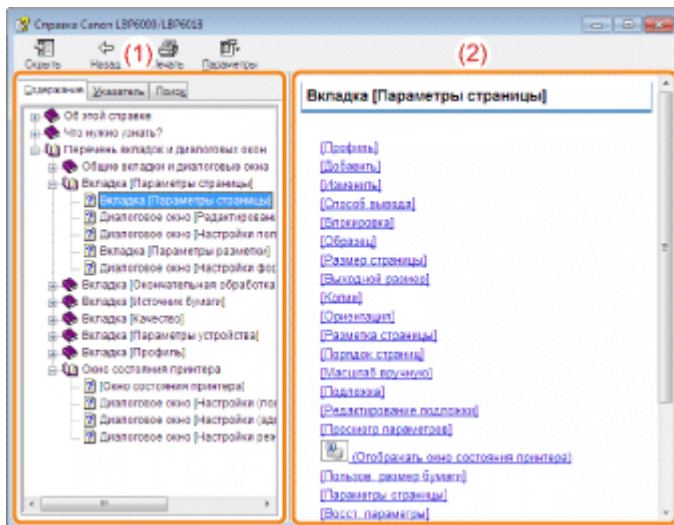 Справка Canon LBP6000/LBP6018
Скрыть Назад Печать Параметры
(1)
(2)
Содержание Указатель Поиск
Об этой справке
Что нужно узнать?
Перечень вкладок и диалоговых окон
Общие вкладки и диалоговые окна
Вкладка [Параметры страницы]
Вкладка [Параметры страницы]
Диалоговое окно [Редактирован
Диалоговое окно [Настройки поп
Вкладка [Параметры разметки]
Диалоговое окно [Настройки фор
Вкладка [Окончательная обработка
Вкладка [Источник бумаги]
Вкладка [Качество]
Вкладка [Параметры устройства]
Вкладка [Профиль]
Окно состояния принтера
[Окно состояния принтера]
Диалоговое окно [Настройки (пол
Диалоговое окно [Настройки (адм
Диалоговое окно [Настройки реж
Вкладка [Параметры страницы]
[Профиль]
[Добавить]
[Изменить]
[Способ вывода]
[Блокировка]
[Образец]
[Размер страницы]
[Выходной размер]
[Копии]
[Ориентация]
[Разметка страницы]
[Порядок страниц]
[Масштаб вручную]
[Подложка]
[Редактирование подложки]
[Просмотр параметров]
(Отображать окно состояния принтера)
[Пользов. размер бумаги]
[Параметры страницы]
[Восст. параметры]